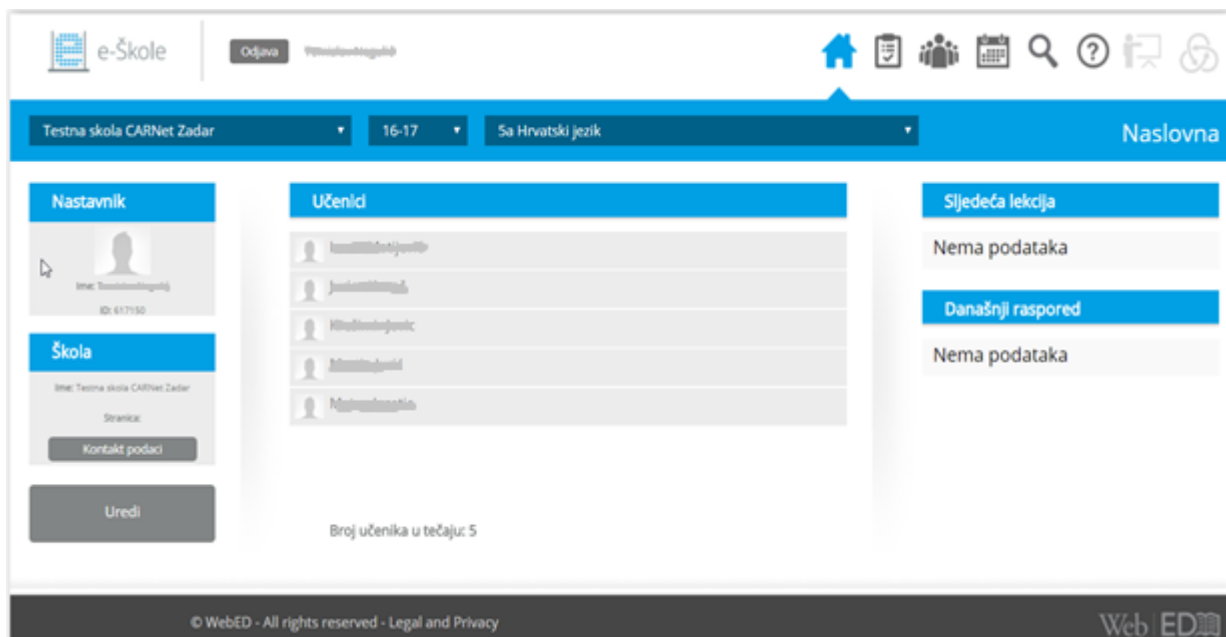 e-Škole
Odjava
Testna skola CARNet Zadar
16-17
5a Hrvatski jezik
Naslovna
Nastavnik
Ime:
ID: 617150
Škola
Ime: Testna skola CARNet Zadar
Stranica:
Kontakt podaci
Uredi
Učenici
Broj učenika u tečaju: 5
Sljedeća lekcija
Nema podataka
Današnji raspored
Nema podataka
© WebED - All rights reserved - Legal and Privacy
Web ED